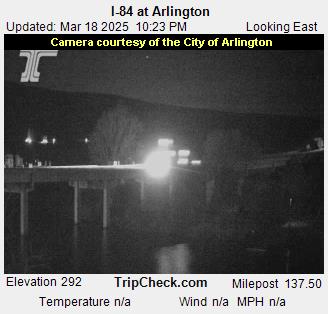 I-84 at Arlington
Updated: Mar 18 2025 10:23 PM Looking East
Camera courtesy of the City of Arlington
Elevation 292 TripCheck.com Milepost 137.50
Temperature n/a Wind n/a MPH n/a